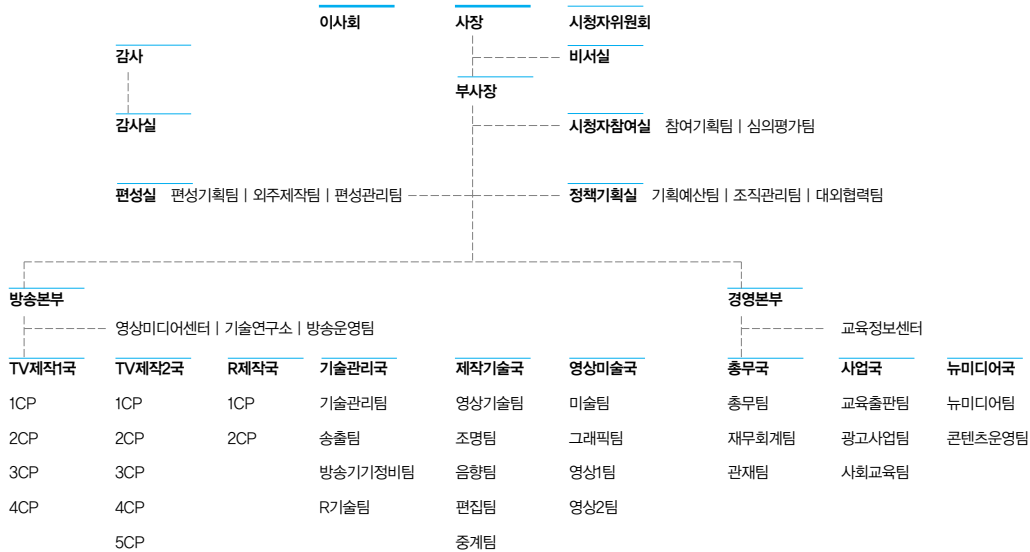 이사회 사장 시청자위원회
감사 비서실
부사장
감사실 시청자참여실 참여기획팀 | 심의평가팀
편성실 편성기획팀 | 외주제작팀 | 편성관리팀 정책기획실 기획예산팀 | 조직관리팀 | 대외협력팀
방송본부 경영본부
영상미디어센터 | 기술연구소 | 방송운영팀 교육정보센터
TV제작1국 TV제작2국 R제작국 기술관리국 제작기술국 영상미술국 총무국 사업국 뉴미디어국
1CP 1CP 1CP 기술관리팀 영상기술팀 미술팀 총무팀 교육출판팀 뉴미디어팀
2CP 2CP 2CP 송출팀 조명팀 그래픽팀 재무회계팀 광고사업팀 콘텐츠운영팀
3CP 3CP 방송기기정비팀 음향팀 영상1팀 관재팀 사회교육팀
4CP 4CP R기술팀 편집팀 영상2팀
5CP 중계팀